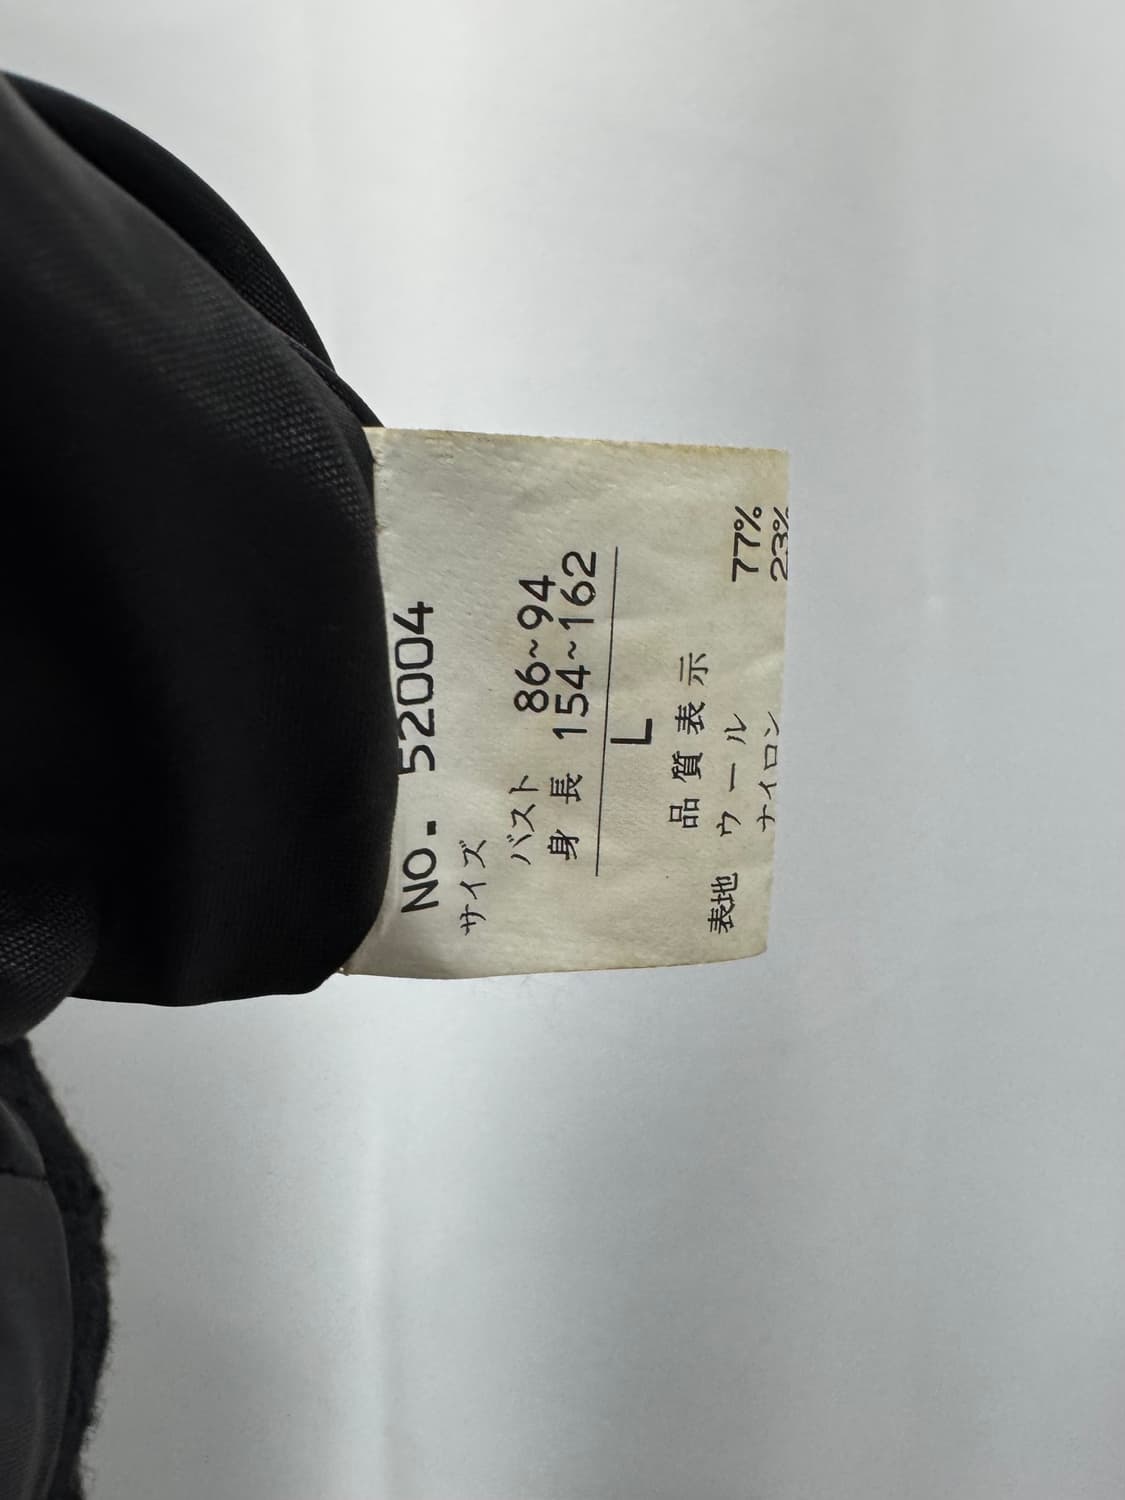 NO. 52004
サイズ
バスト 86~94
身長 154~162
L
品質表示
表地 ウール 77%
ナイロン 23%